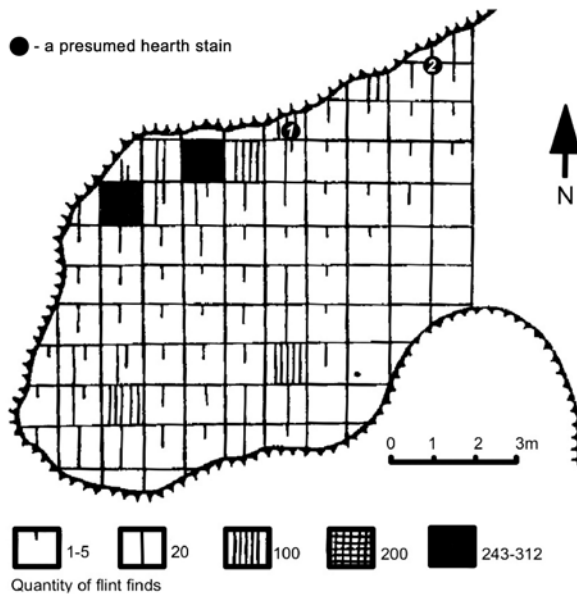 - a presumed hearth stain
2
1
N
0 1 2 3m
1-5 20 100 200 243-312
Quantity of flint finds